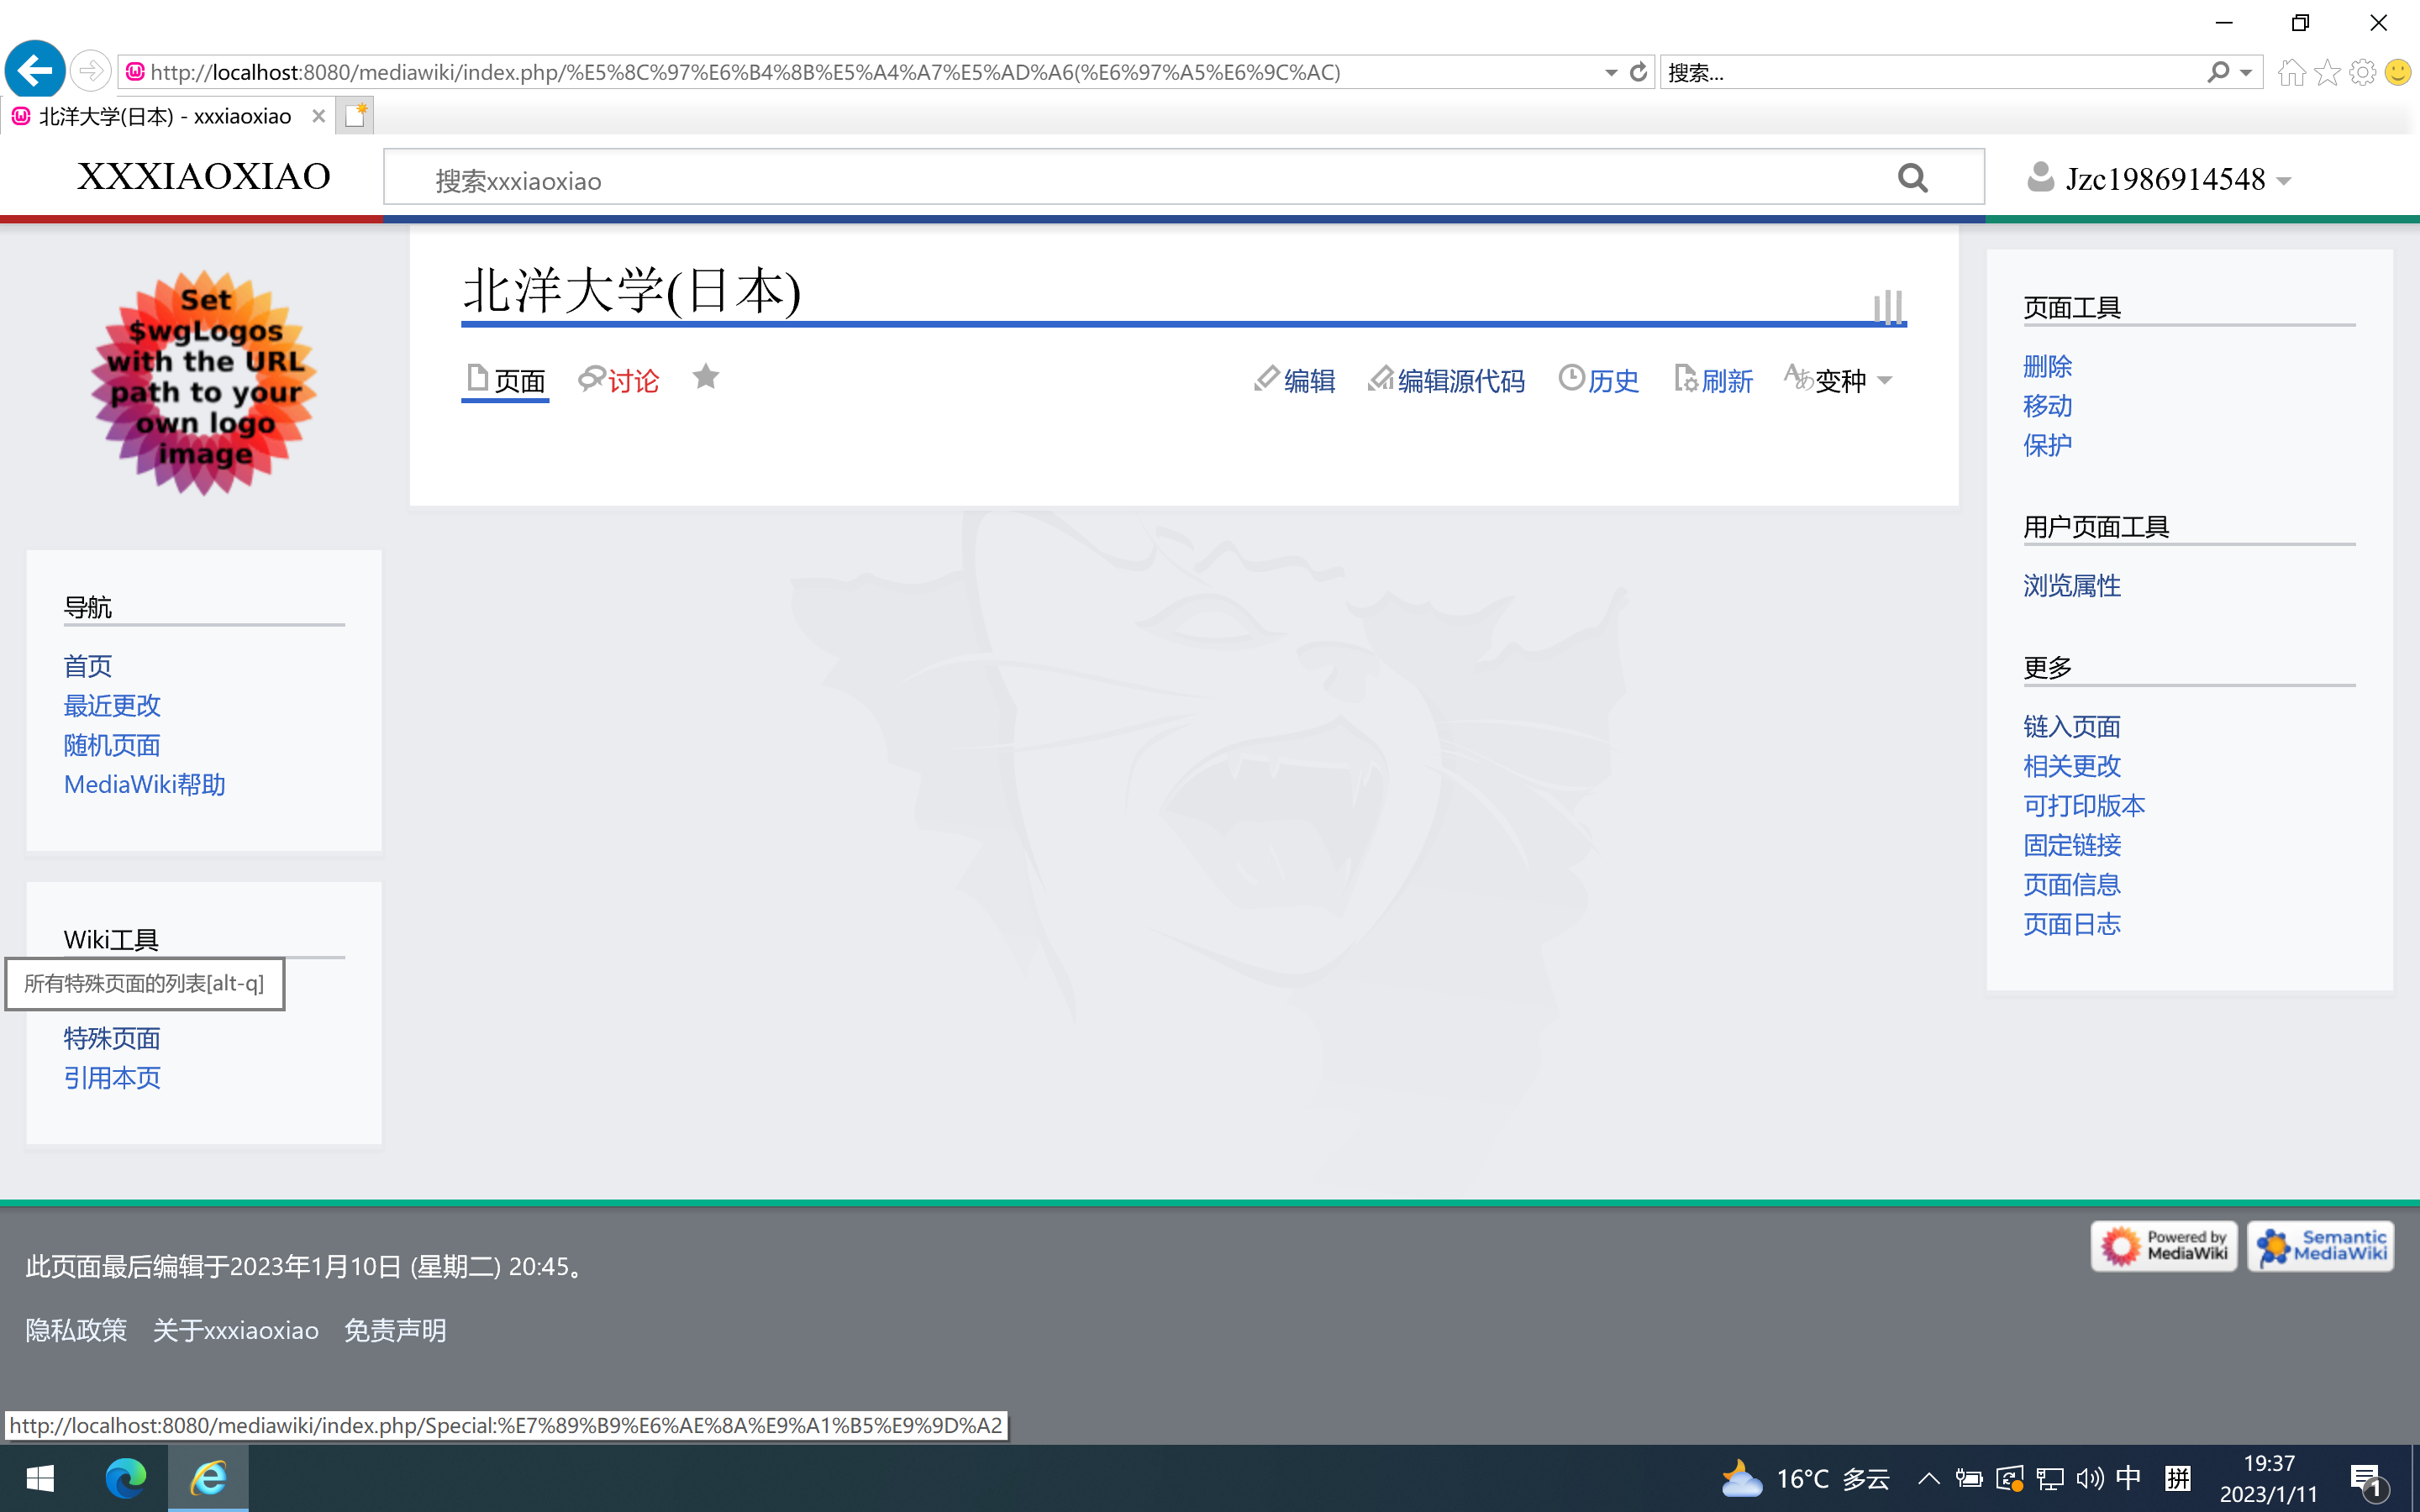 http://localhost:8080/mediawiki/index.php/%E5%8C%97%E6%B4%8B%E5%A4%A7%E5%AD%A6(%E6%97%A5%E6%9C%AC)
搜索...
北洋大学(日本) - xxxiaoxiao
XXXIAOXIAO
搜索xxxiaoxiao
Jzc1986914548
Set
$wgLogos
with the URL
path to your
own logo
image
导航
首页
最近更改
随机页面
MediaWiki帮助
Wiki工具
所有特殊页面的列表[alt-q]
特殊页面
引用本页
北洋大学(日本)
页面 讨论 编辑 编辑源代码 历史 刷新 变种
页面工具
删除
移动
保护
用户页面工具
浏览属性
更多
链入页面
相关更改
可打印版本
固定链接
页面信息
页面日志
此页面最后编辑于2023年1月10日 (星期二) 20:45。
隐私政策 关于xxxiaoxiao 免责声明
Powered by
MediaWiki
Semantic
MediaWiki
http://localhost:8080/mediawiki/index.php/Special:%E7%89%B9%E6%AE%8A%E9%A1%B5%E9%9D%A2
16°C 多云
中
拼
19:37
2023/1/11
1